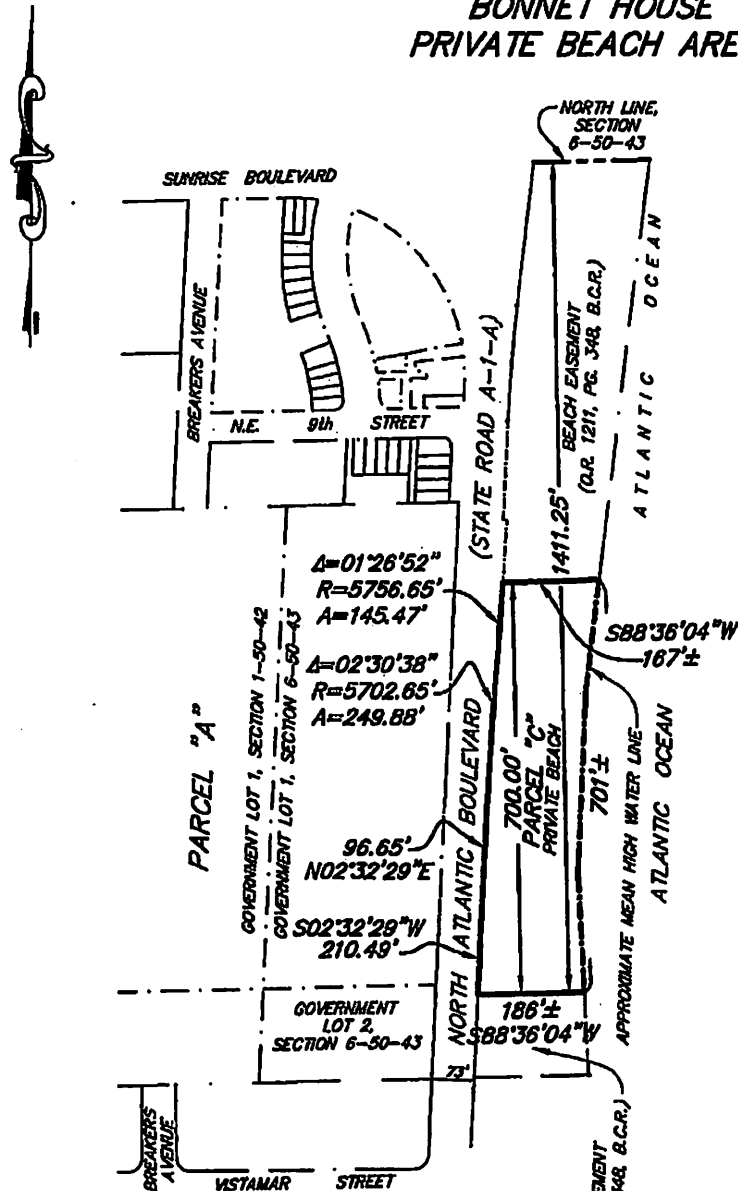 BONNET HOUSE
PRIVATE BEACH ARE
NORTH LINE,
SECTION
6-50-43
SUNRISE BOULEVARD
BREAKERS AVENUE
N.E. 9th STREET
(STATE ROAD A-1-A)
BEACH EASEMENT
(O.R. 1211, PG. 348, B.C.R.)
1411.25'
ATLANTIC OCEAN
Δ=01°26'52"
R=5756.65'
A=145.47'
Δ=02°30'38"
R=5702.65'
A=249.88'
S88°36'04"W
167'±
PARCEL "A"
GOVERNMENT LOT 1, SECTION 1-50-42
GOVERNMENT LOT 1, SECTION 6-50-43
NORTH ATLANTIC BOULEVARD
700.00'
PARCEL "C"
PRIVATE BEACH
701'±
APPROXIMATE MEAN HIGH WATER LINE
ATLANTIC OCEAN
96.65'
N02°32'29"E
S02°32'29"W
210.49'
GOVERNMENT
LOT 2,
SECTION 6-50-43
186'±
S88°36'04"W
73'
BREAKERS
AVENUE
VISTAMAR STREET
EMENT
348, B.C.R.)